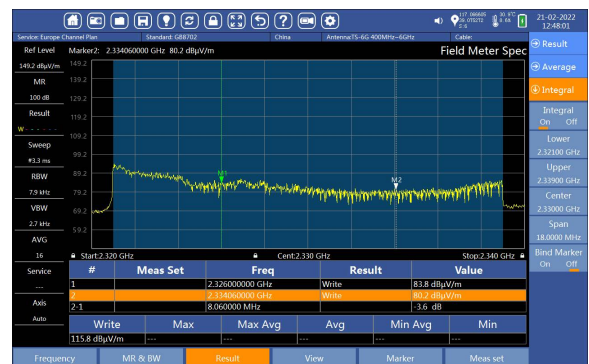 117 30.9°C 21-02-2022
12:48:01
Service: Europe Channel Plan Standard: GB8702 China Antenna:TS-6G 400MHz~6GHz Cable:
Ref Level Marker2: 2.334060000 GHz 80.2 dBµV/m Field Meter Spec Result
149.2 dBµV/m 149.2
MR 139.2 Average
100 dB 129.2 Integral
Result 119.2 Integral
W ------ On Off
109.2
Sweep 99.2 Lower
#3.3 ms 2.32100 GHz
RBW 89.2 M1 M2 Upper
7.9 kHz 79.2 2.33900 GHz
VBW 69.2 Center
2.7 kHz 59.2 2.33000 GHz
AVG Span
16 Start:2.320 GHz Cent:2.330 GHz Stop:2.340 GHz 18.0000 MHz
Service # Meas Set Freq Result Value Bind Marker
--- On Off
1 2.326000000 GHz Write 83.8 dBµV/m
2 2.334060000 GHz Write 80.2 dBµV/m
Axis 2-1 8.060000 MHz -3.6 dB
Auto
Write Max Max Avg Avg Min Avg Min
115.8 dBµV/m --- --- --- --- ---
Frequency MR & BW Result View Marker Meas set